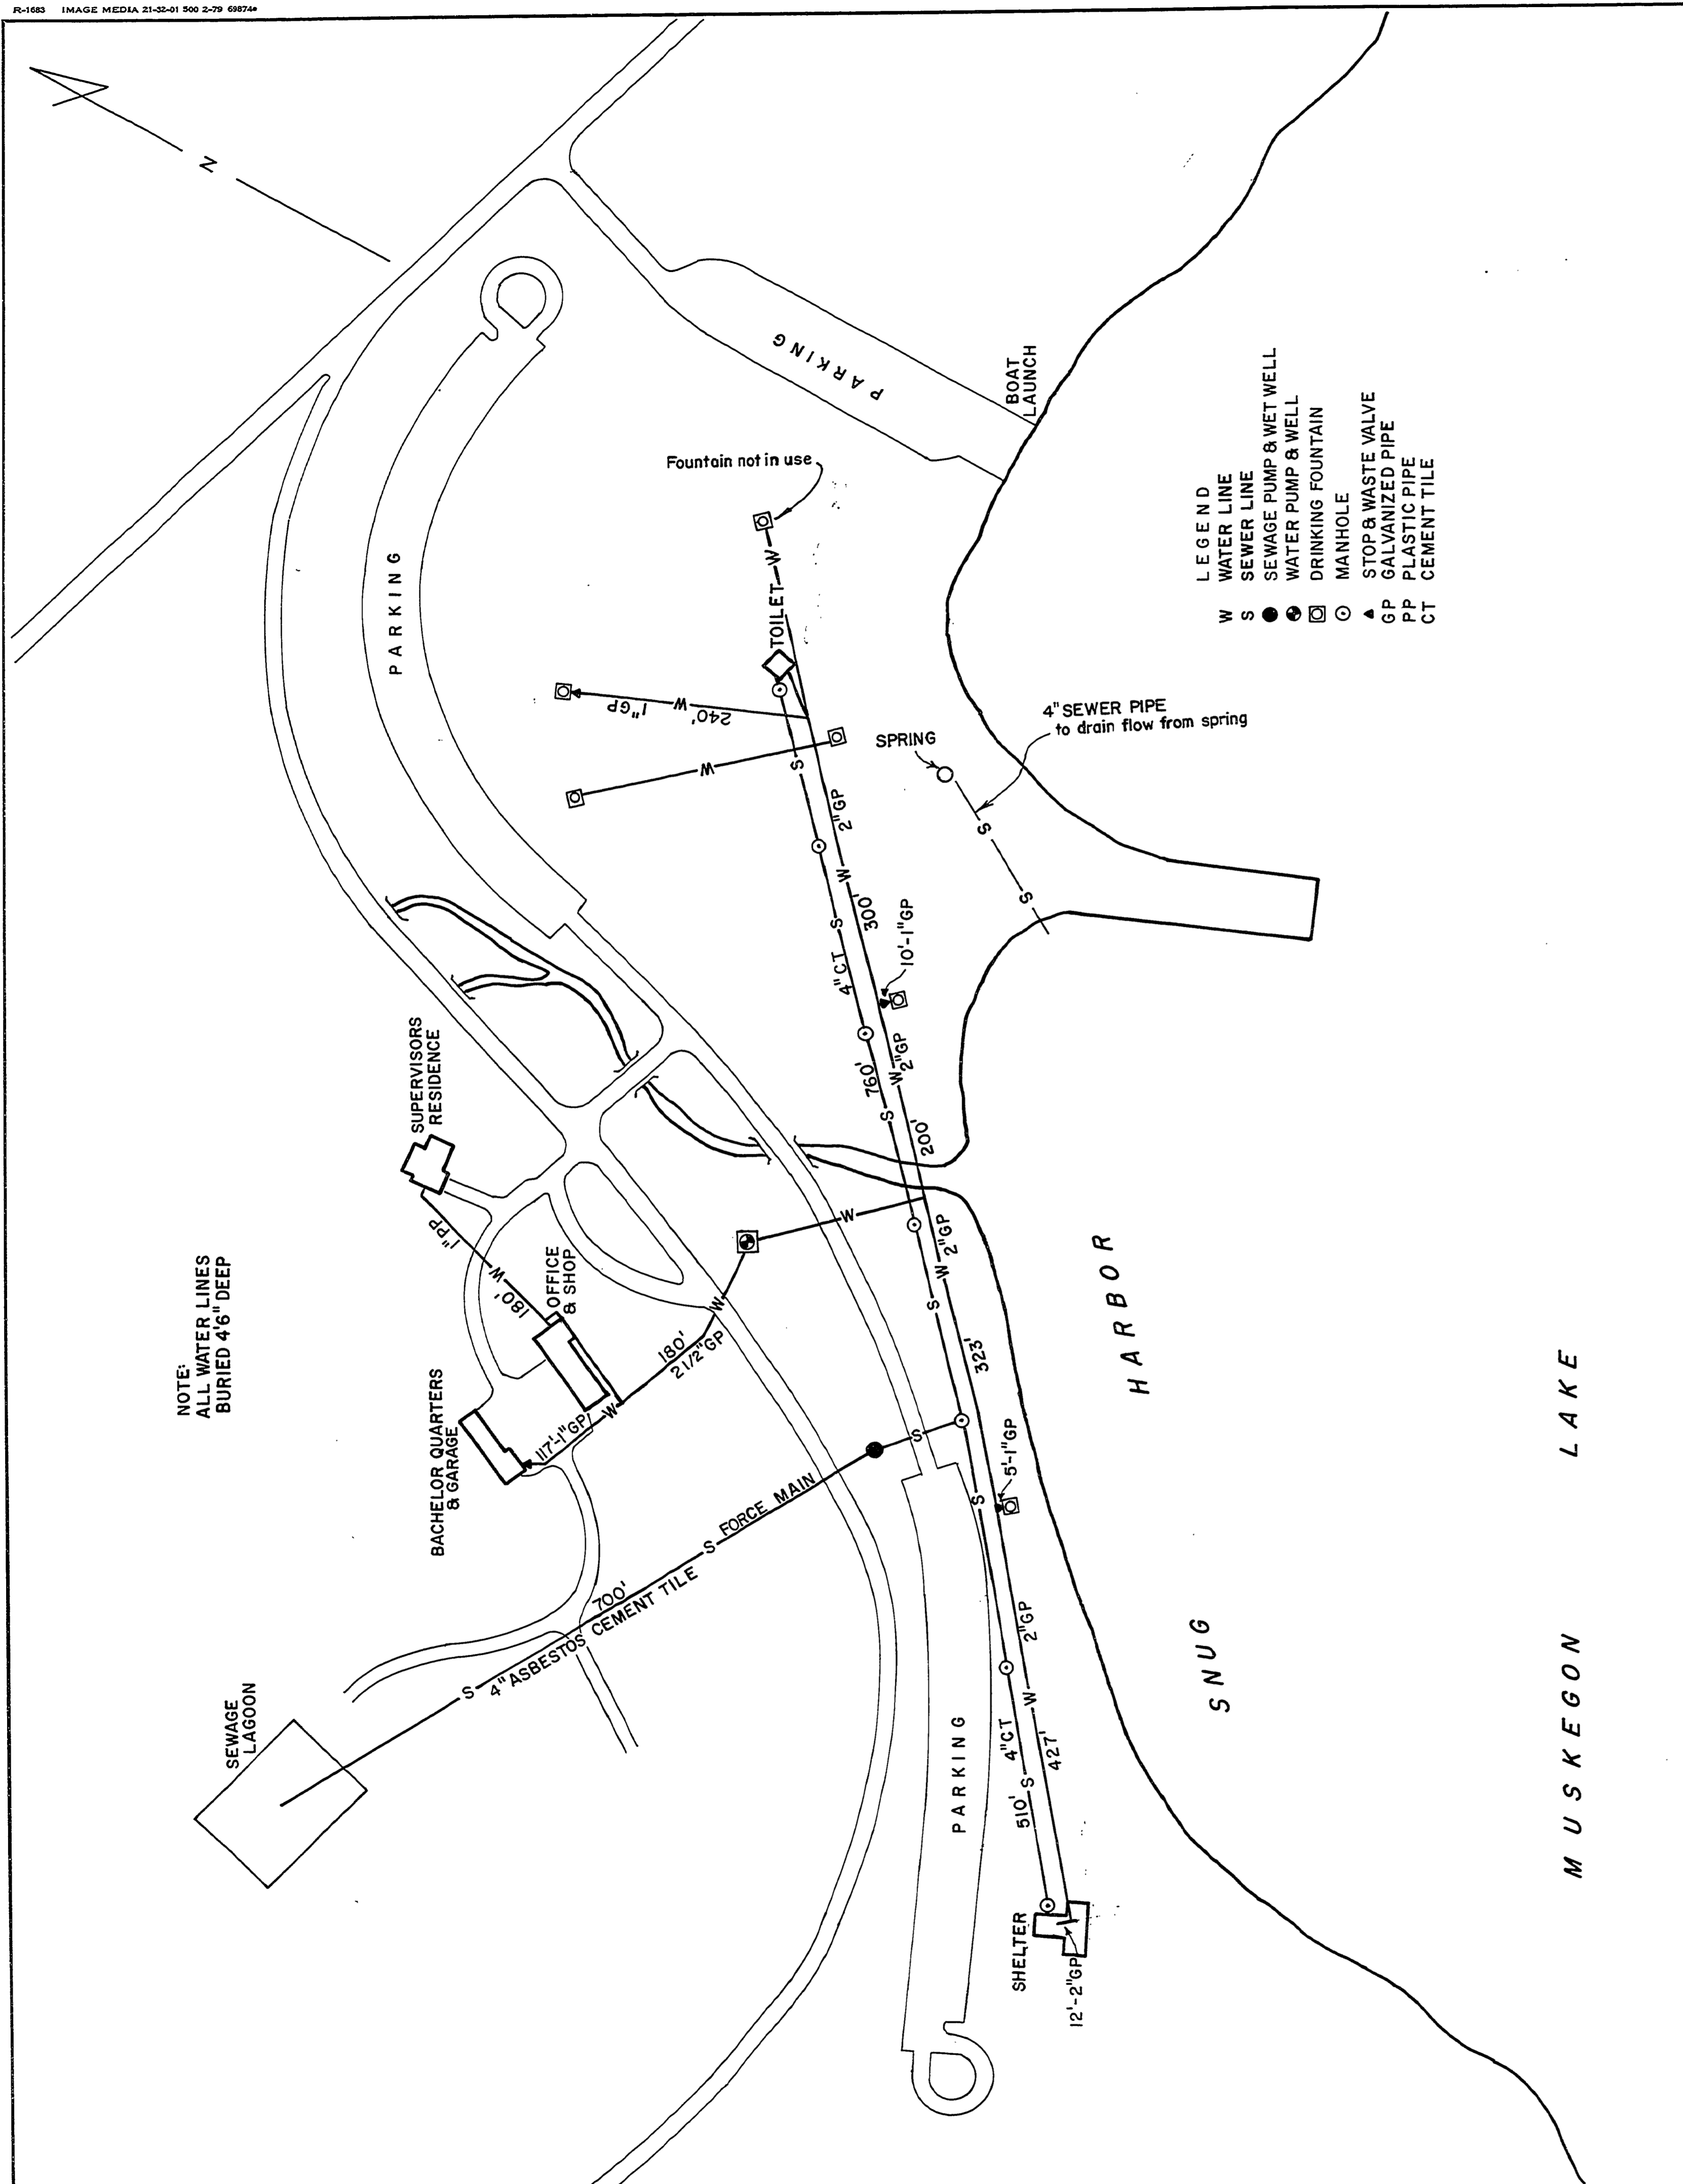 R-1683 IMAGE MEDIA 21-32-01 500 2-79 69874
N
PARKING
PARKING
BOAT
LAUNCH
Fountain not in use
TOILET
W
240'
W
1"GP
W
S
2"GP
W
300'
S
4"CT
10'-1"GP
SPRING
4" SEWER PIPE
to drain flow from spring
S
S
2"GP
W
760'
S
200'
SUPERVISORS
RESIDENCE
1"PP
W
180'
OFFICE
& SHOP
W
180'
2 1/2"GP
W
117'-1"GP
BACHELOR QUARTERS
& GARAGE
NOTE:
ALL WATER LINES
BURIED 4'6" DEEP
W
2"GP
W
S
323'
S
5'-1"GP
S
FORCE MAIN
S
700'
4" ASBESTOS CEMENT TILE
S
SEWAGE
LAGOON
2"GP
W
427'
4"CT
S
510'
PARKING
SHELTER
12'-2"GP
SNUG HARBOR
MUSKEGON LAKE
LEGEND
W WATER LINE
S SEWER LINE
SEWAGE PUMP & WET WELL
WATER PUMP & WELL
DRINKING FOUNTAIN
MANHOLE
STOP & WASTE VALVE
GP GALVANIZED PIPE
PP PLASTIC PIPE
CT CEMENT TILE